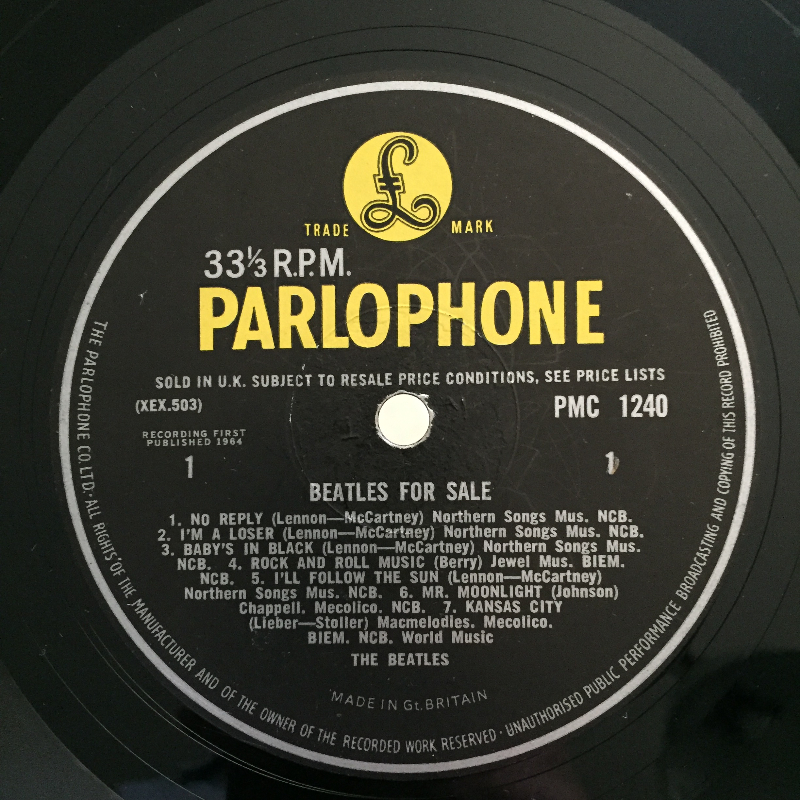 £
TRADE MARK
33⅓ R.P.M.
PARLOPHONE
SOLD IN U.K. SUBJECT TO RESALE PRICE CONDITIONS, SEE PRICE LISTS
(XEX.503) PMC 1240
RECORDING FIRST
PUBLISHED 1964
1 1
BEATLES FOR SALE
1. NO REPLY (Lennon—McCartney) Northern Songs Mus. NCB.
2. I'M A LOSER (Lennon—McCartney) Northern Songs Mus. NCB.
3. BABY'S IN BLACK (Lennon—McCartney) Northern Songs Mus.
NCB. 4. ROCK AND ROLL MUSIC (Berry) Jewel Mus. BIEM.
NCB. 5. I'LL FOLLOW THE SUN (Lennon—McCartney)
Northern Songs Mus. NCB. 6. MR. MOONLIGHT (Johnson)
Chappell. Mecolico. NCB. 7. KANSAS CITY
(Lieber—Stoller) Macmelodies. Mecolico.
BIEM. NCB. World Music
THE BEATLES
MADE IN Gt. BRITAIN
THE PARLOPHONE CO. LTD. · ALL RIGHTS OF THE MANUFACTURER AND OF THE OWNER OF THE RECORDED WORK RESERVED · UNAUTHORISED PUBLIC PERFORMANCE BROADCASTING AND COPYING OF THIS RECORD PROHIBITED